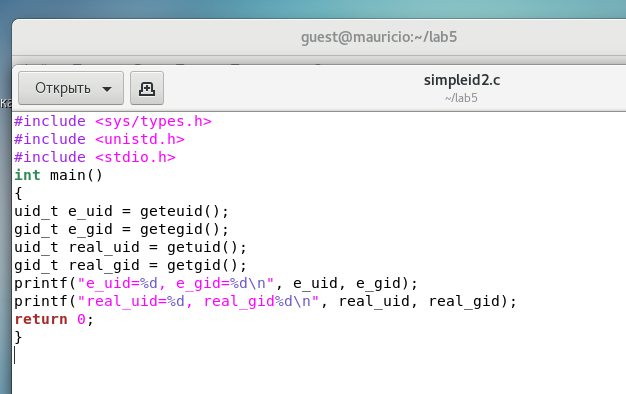 guest@mauricio:~/lab5
Открыть
simpleid2.c
~/lab5
#include <sys/types.h>
#include <unistd.h>
#include <stdio.h>
int main()
{
uid_t e_uid = geteuid();
gid_t e_gid = getegid();
uid_t real_uid = getuid();
gid_t real_gid = getgid();
printf("e_uid=%d, e_gid=%d\n", e_uid, e_gid);
printf("real_uid=%d, real_gid%d\n", real_uid, real_gid);
return 0;
}